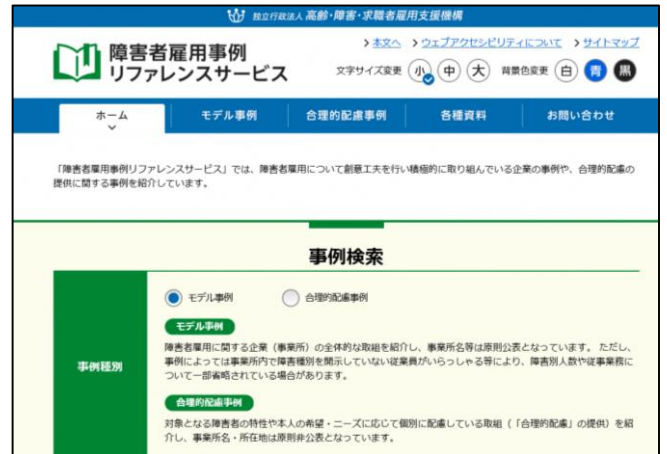 独立行政法人 高齢・障害・求職者雇用支援機構
障害者雇用事例
リファレンスサービス
本文へ ウェブアクセシビリティについて サイトマップ
文字サイズ変更 小 中 大 背景色変更 白 青 黒
ホーム モデル事例 合理的配慮事例 各種資料 お問い合わせ
「障害者雇用事例リファレンスサービス」では、障害者雇用について創意工夫を行い積極的に取り組んでいる企業の事例や、合理的配慮の
提供に関する事例を紹介しています。
事例検索
事例種別
モデル事例 合理的配慮事例
モデル事例
障害者雇用に関する企業（事業所）の全体的な取組を紹介し、事業所名等は原則公表となっています。 ただし、
事例によっては事業所内で障害種別を開示していない従業員がいらっしゃる等により、障害別人数や従事業務に
ついて一部省略されている場合があります。
合理的配慮事例
対象となる障害者の特性や本人の希望・ニーズに応じて個別に配慮している取組（「合理的配慮」の提供）を紹
介し、事業所名・所在地は原則非公表となっています。